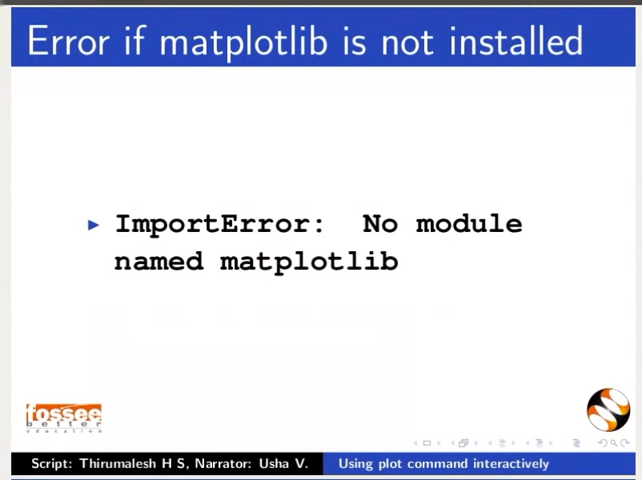 Error if matplotlib is not installed
ImportError: No module
named matplotlib
fossee
better
education
Script: Thirumalesh H S, Narrator: Usha V.
Using plot command interactively